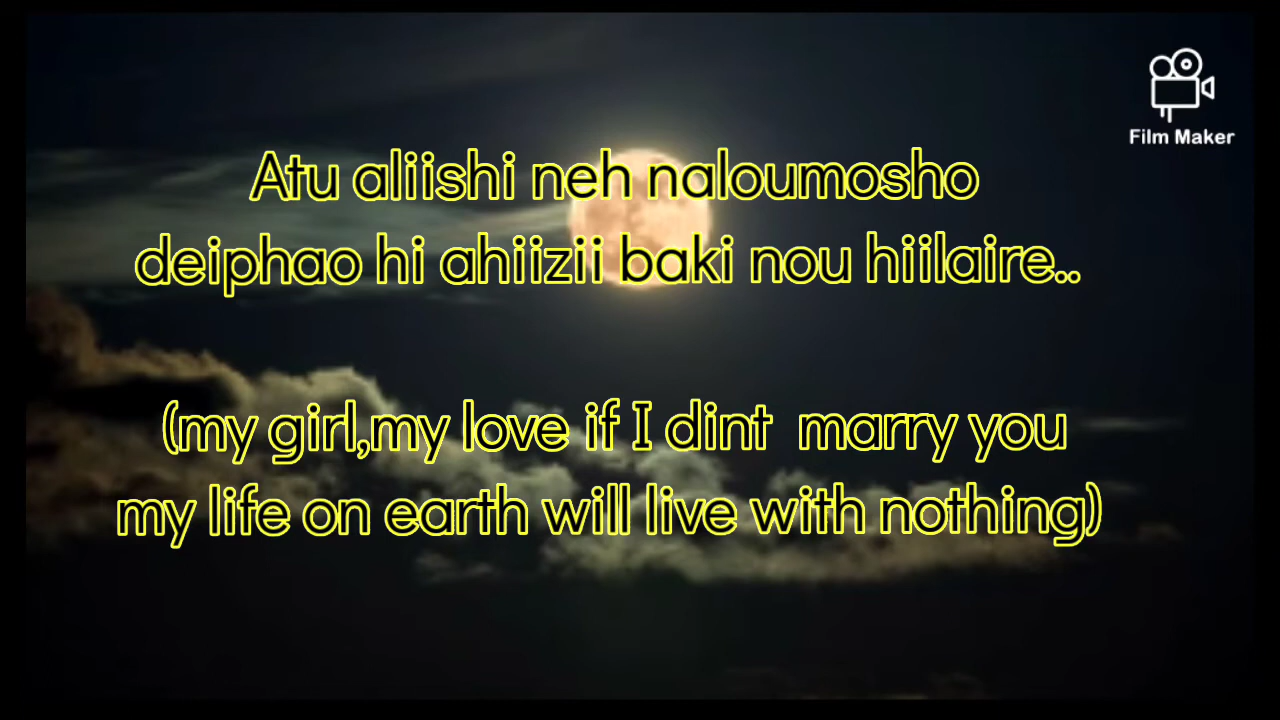 Film Maker
Atu aliishi neh naloumosho
deiphao hi ahiizii baki nou hiilaire..
(my girl,my love if I dint marry you
my life on earth will live with nothing)